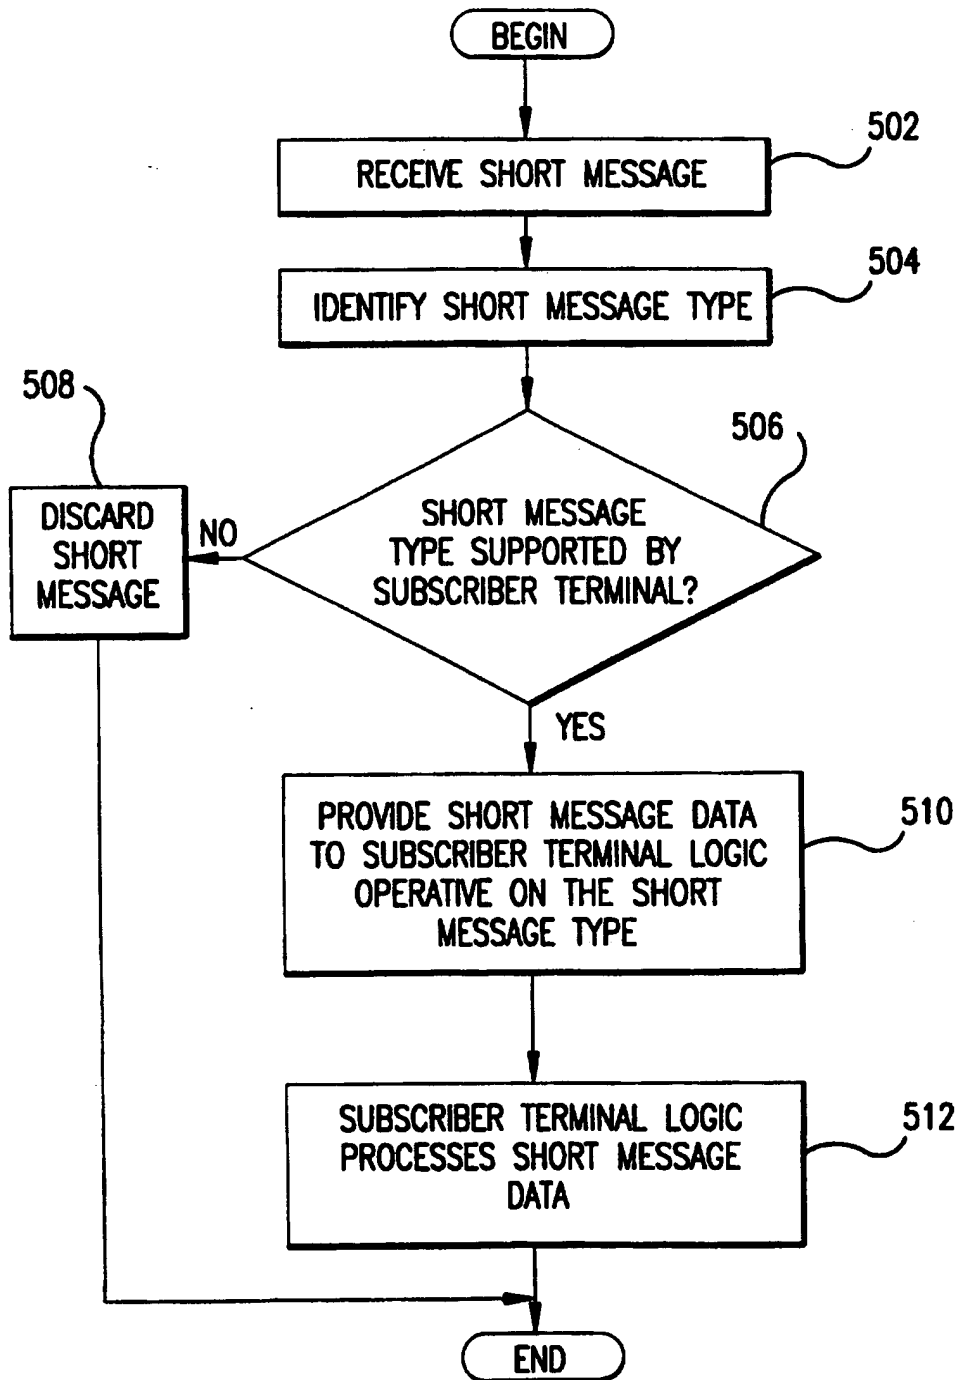 BEGIN
502
RECEIVE SHORT MESSAGE
504
IDENTIFY SHORT MESSAGE TYPE
508
506
DISCARD
SHORT
MESSAGE
NO
SHORT MESSAGE
TYPE SUPPORTED BY
SUBSCRIBER TERMINAL?
YES
510
PROVIDE SHORT MESSAGE DATA
TO SUBSCRIBER TERMINAL LOGIC
OPERATIVE ON THE SHORT
MESSAGE TYPE
512
SUBSCRIBER TERMINAL LOGIC
PROCESSES SHORT MESSAGE
DATA
END